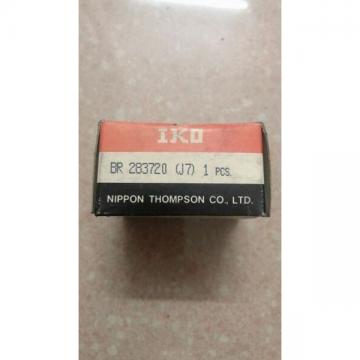 IKO
BR 283720 (J7) 1 PCS.
NIPPON THOMPSON CO., LTD.